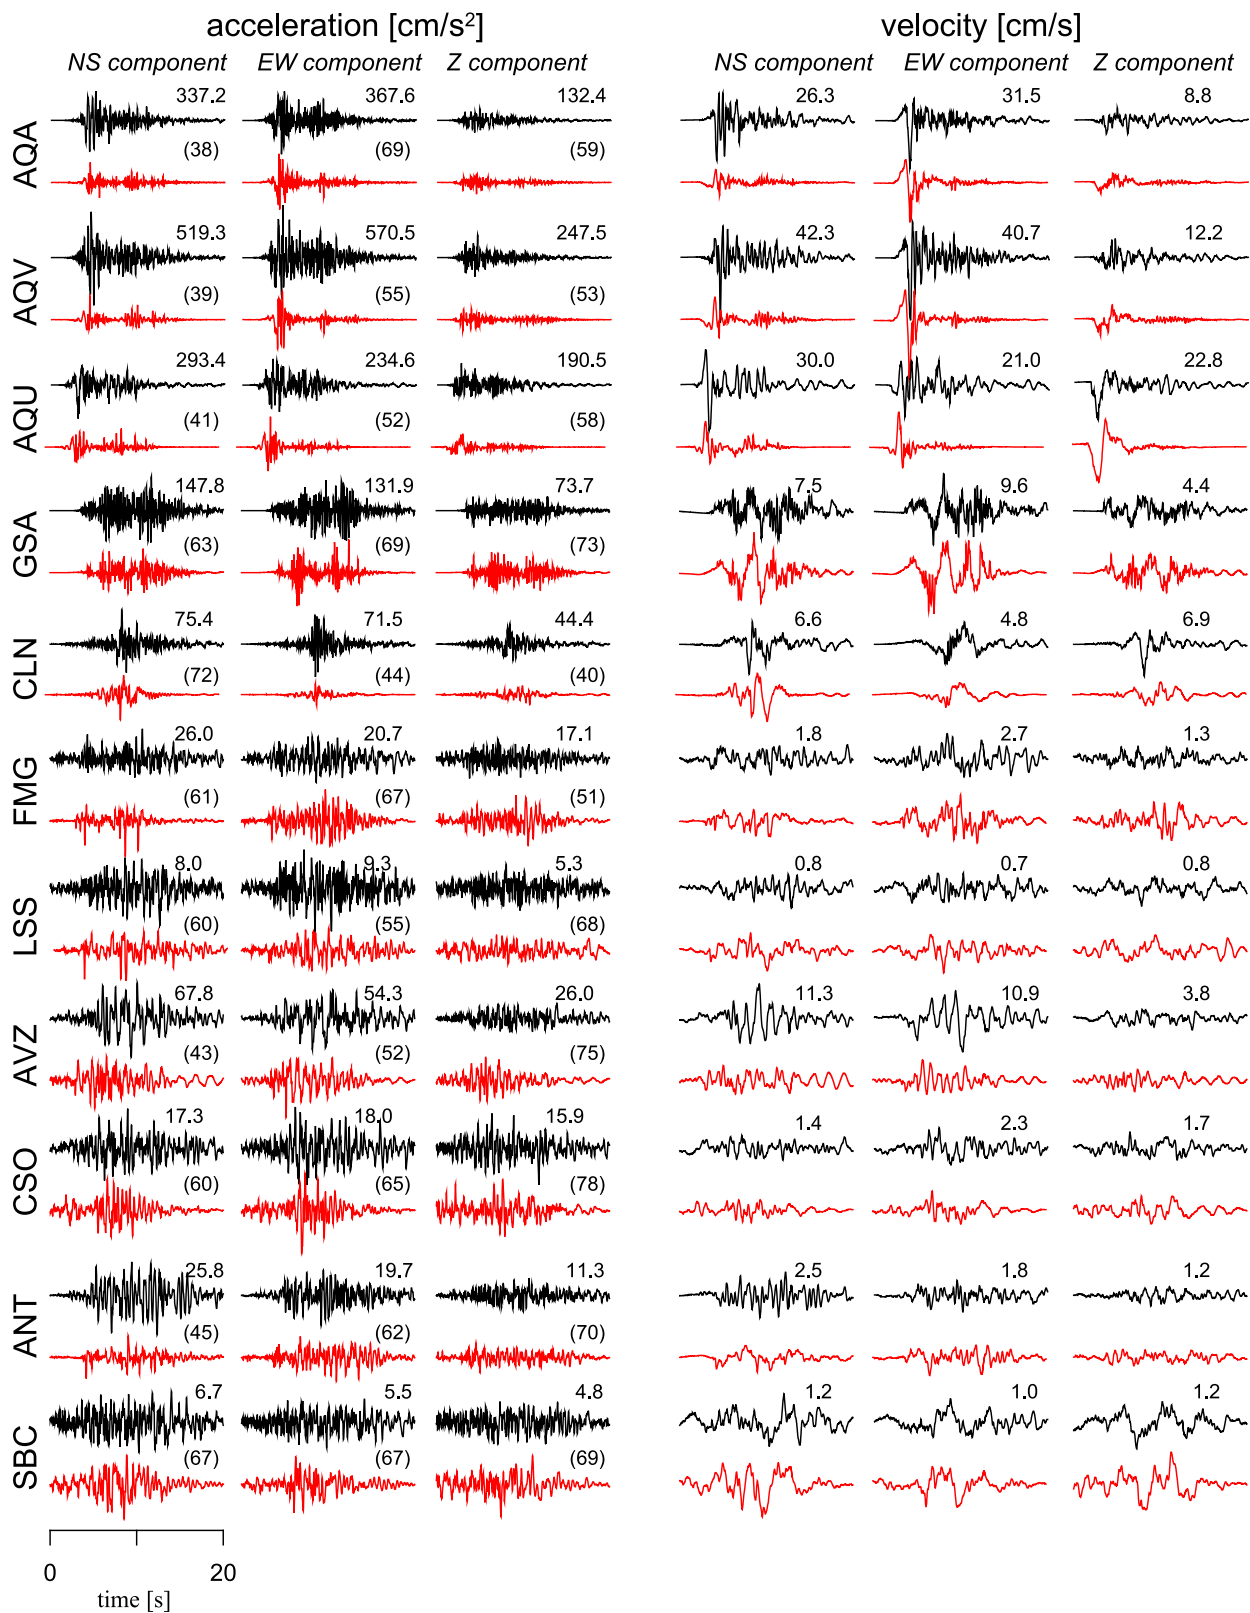 acceleration [cm/s²] velocity [cm/s]
NS component EW component Z component NS component EW component Z component
337.2 367.6 132.4 26.3 31.5 8.8
AQA
(38) (69) (59)
519.3 570.5 247.5 42.3 40.7 12.2
AQV
(39) (55) (53)
293.4 234.6 190.5 30.0 21.0 22.8
AQU
(41) (52) (58)
147.8 131.9 73.7 7.5 9.6 4.4
GSA
(63) (69) (73)
75.4 71.5 44.4 6.6 4.8 6.9
CLN
(72) (44) (40)
26.0 20.7 17.1 1.8 2.7 1.3
FMG
(61) (67) (51)
8.0 9.3 5.3 0.8 0.7 0.8
LSS
(60) (55) (68)
67.8 54.3 26.0 11.3 10.9 3.8
AVZ
(43) (52) (75)
17.3 18.0 15.9 1.4 2.3 1.7
CSO
(60) (65) (78)
25.8 19.7 11.3 2.5 1.8 1.2
ANT
(45) (62) (70)
6.7 5.5 4.8 1.2 1.0 1.2
SBC
(67) (67) (69)
0 20
time [s]